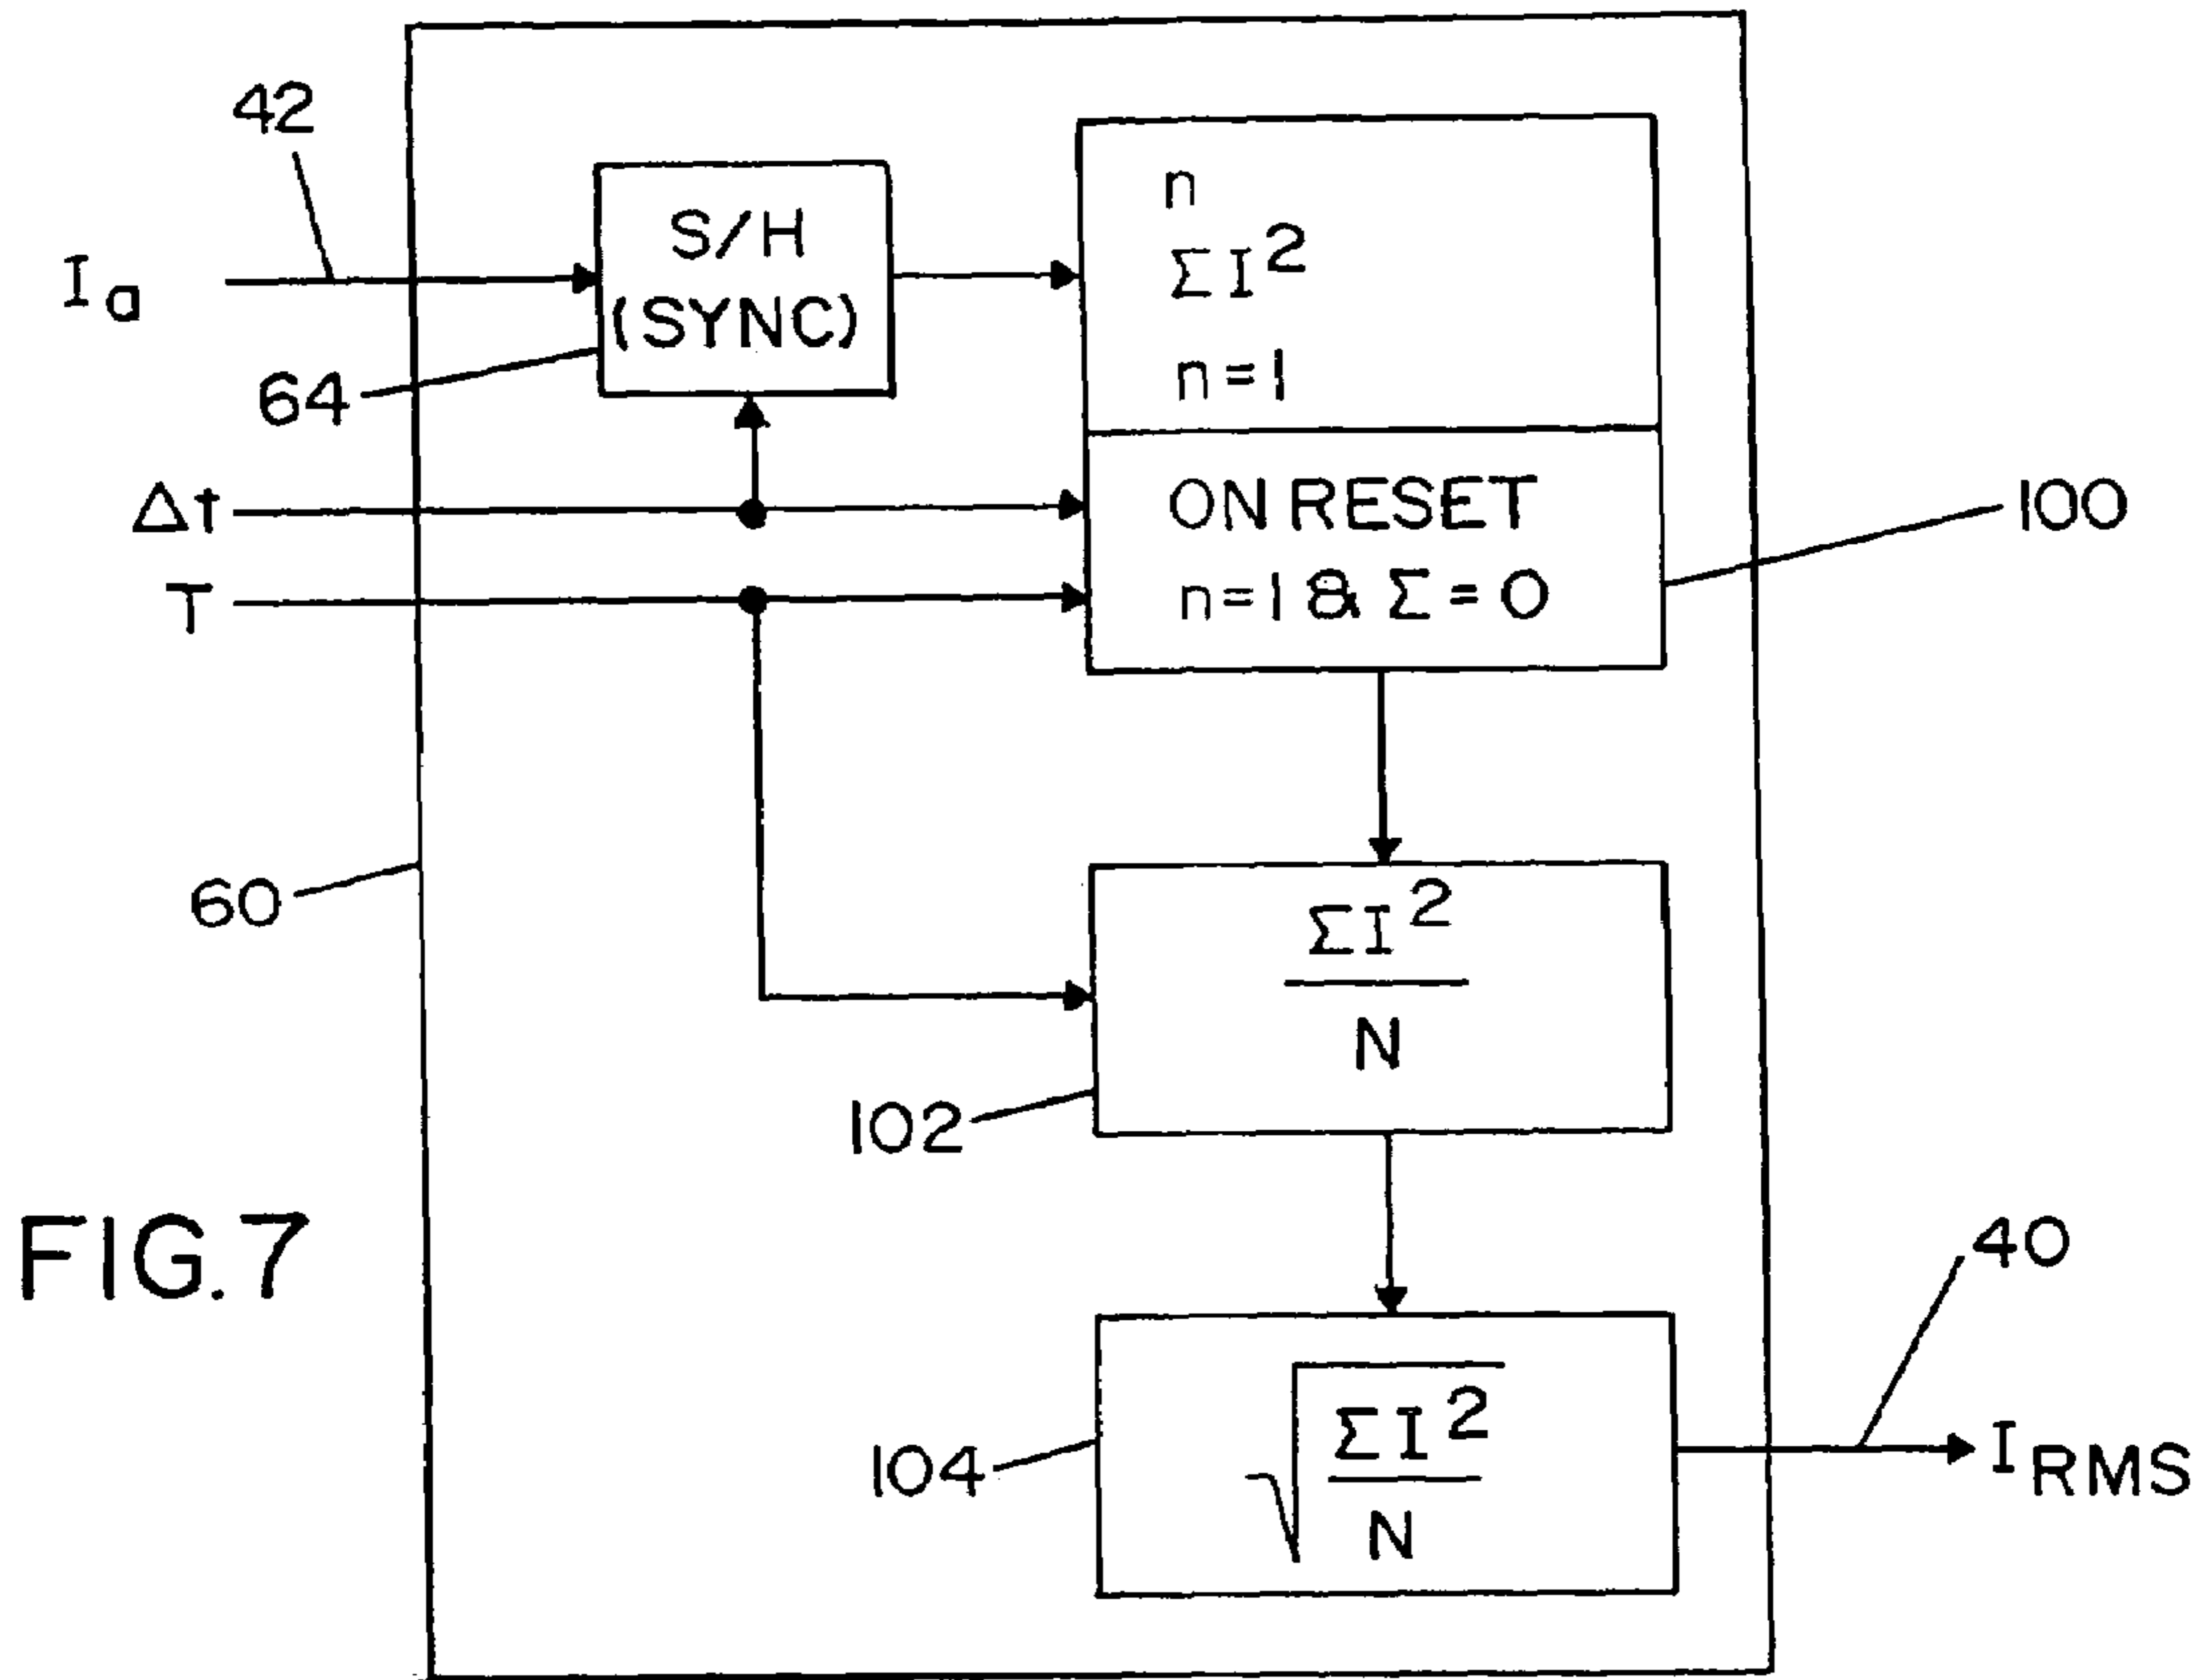 42
Ia
S/H
(SYNC)
64
n
ΣI²
n=1
Δt
T
ON RESET
n=1 & Σ=0
100
60
ΣI²
N
102
FIG. 7
40
√ΣI²
N
104
IRMS